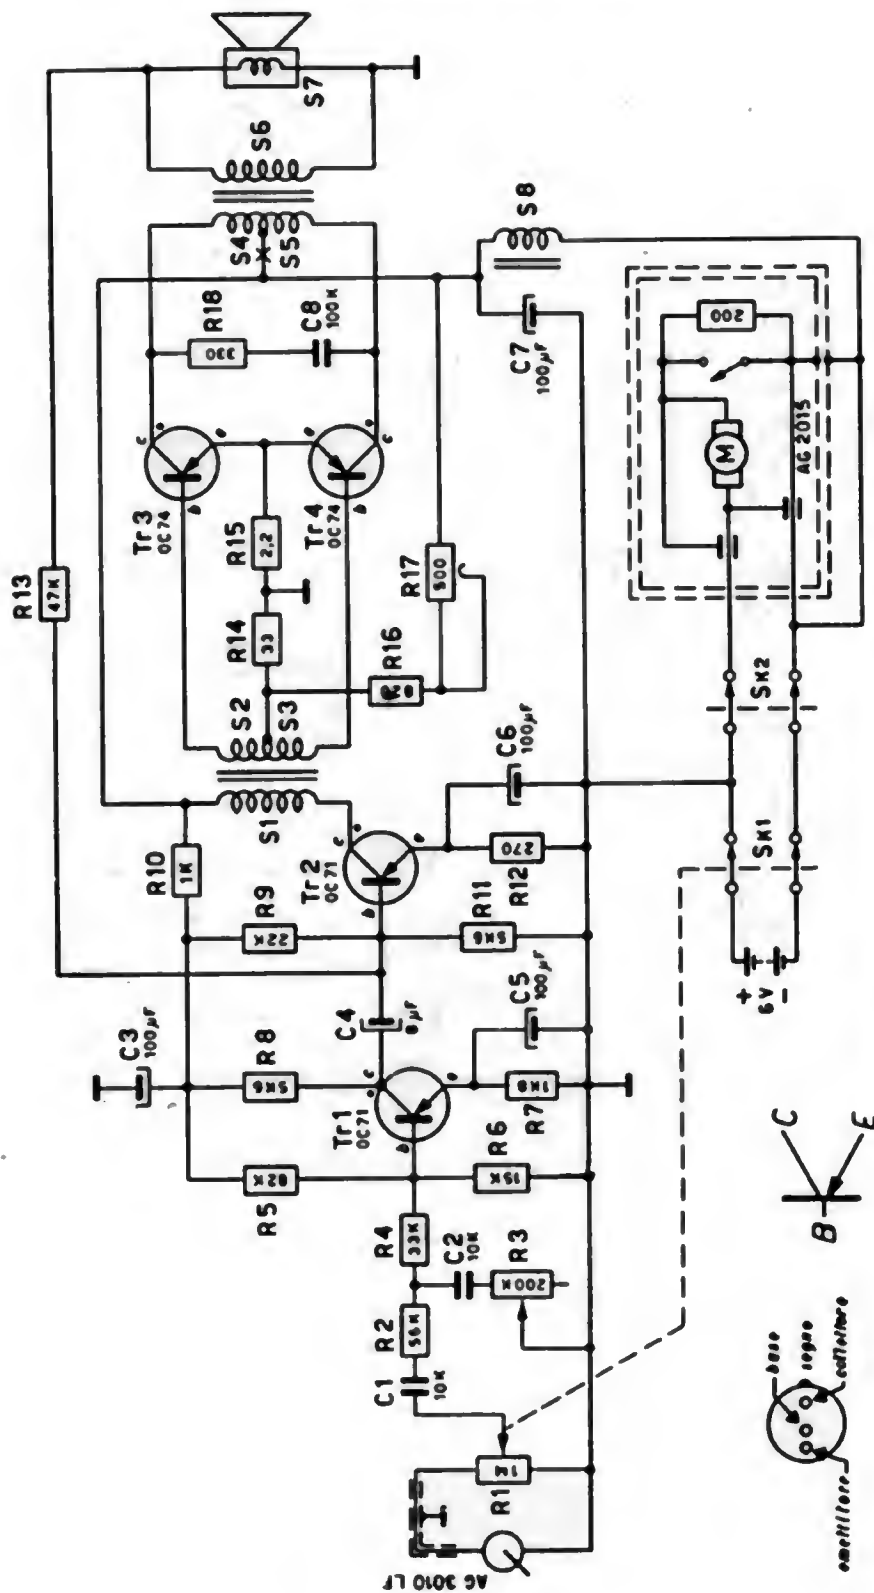 AG 3010 LF
R1
1M
C1
10K
R2
56K
C2
10K
R3
200K
R4
33K
R5
82K
R6
15K
Tr1
OC71
b
c
e
R7
1K8
C5
100µF
R8
5K6
C3
100µF
C4
8µF
R9
22K
R10
1K
R11
5K6
Tr2
OC71
b
c
e
R12
270
C6
100µF
S1
S2
S3
R13
47K
R14
33
R15
2,2
R16
R17
500
Tr3
OC74
b
c
e
Tr4
OC74
b
c
e
R18
330
C8
100K
S4
S5
S6
S7
S8
C7
100µF
+
6V
-
SK1
SK2
M
200
AG 2015
base
segno
collettore
emettitore
B
C
E